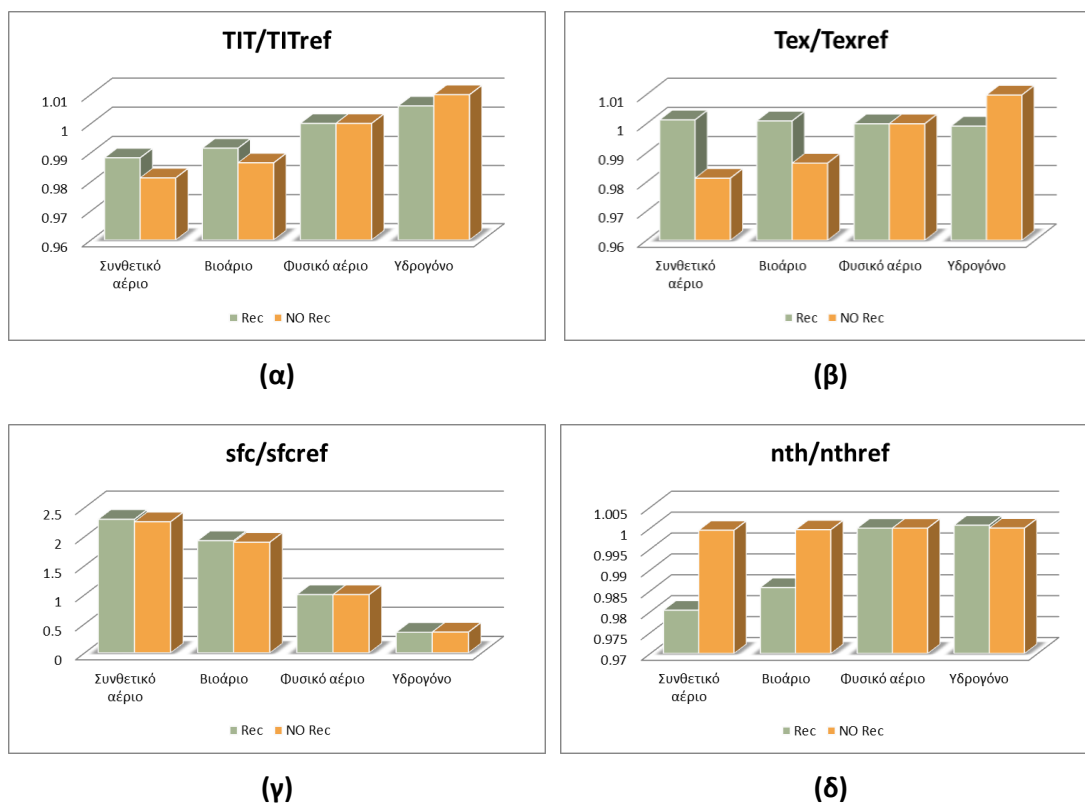 TIT/TITref
1.01
1
0.99
0.98
0.97
0.96
Συνθετικό
αέριο
Βιοάριο
Φυσικό αέριο
Υδρογόνο
Rec NO Rec
(α)
Tex/Texref
1.01
1
0.99
0.98
0.97
0.96
Συνθετικό
αέριο
Βιοάριο
Φυσικό αέριο
Υδρογόνο
Rec NO Rec
(β)
sfc/sfcref
2.5
2
1.5
1
0.5
0
Συνθετικό
αέριο
Βιοάριο
Φυσικό αέριο
Υδρογόνο
Rec NO Rec
(γ)
nth/nthref
1.005
1
0.995
0.99
0.985
0.98
0.975
0.97
Συνθετικό
αέριο
Βιοάριο
Φυσικό αέριο
Υδρογόνο
Rec NO Rec
(δ)